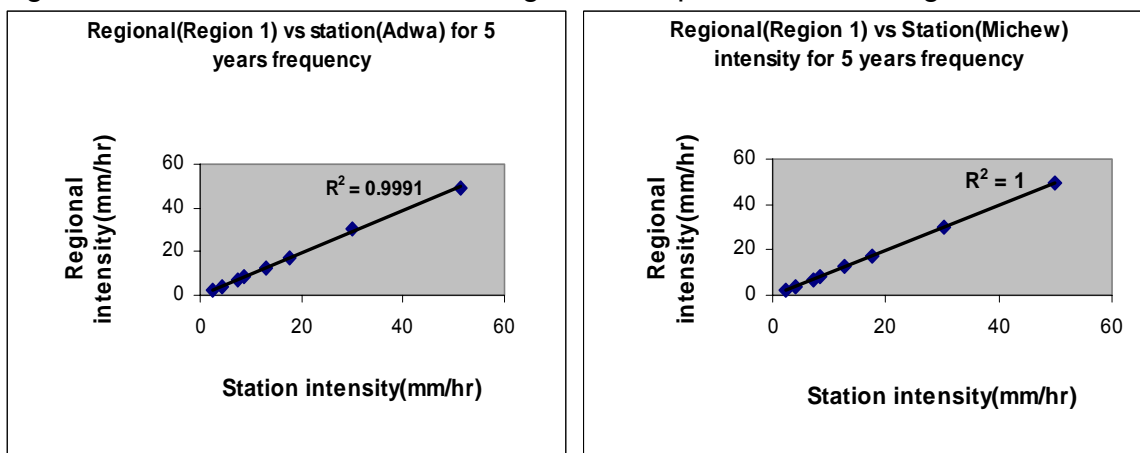 Regional(Region 1) vs station(Adwa) for 5
years frequency
Regional
intensity(mm/hr)
60
40
20
0
R² = 0.9991
0 20 40 60
Station intensity(mm/hr)
Regional(Region 1) vs Station(Michew)
intensity for 5 years frequency
Regional
intensity(mm/hr)
60
40
20
0
R² = 1
0 20 40 60
Station intensity(mm/hr)